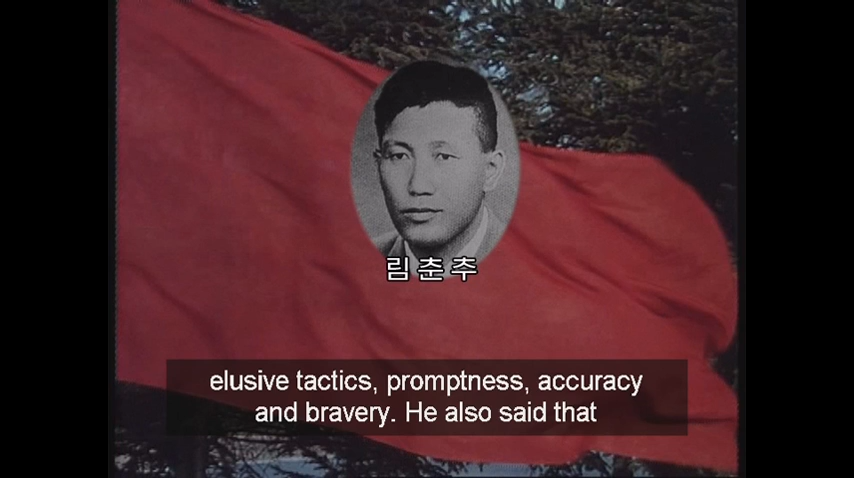 림춘추
elusive tactics, promptness, accuracy
and bravery. He also said that